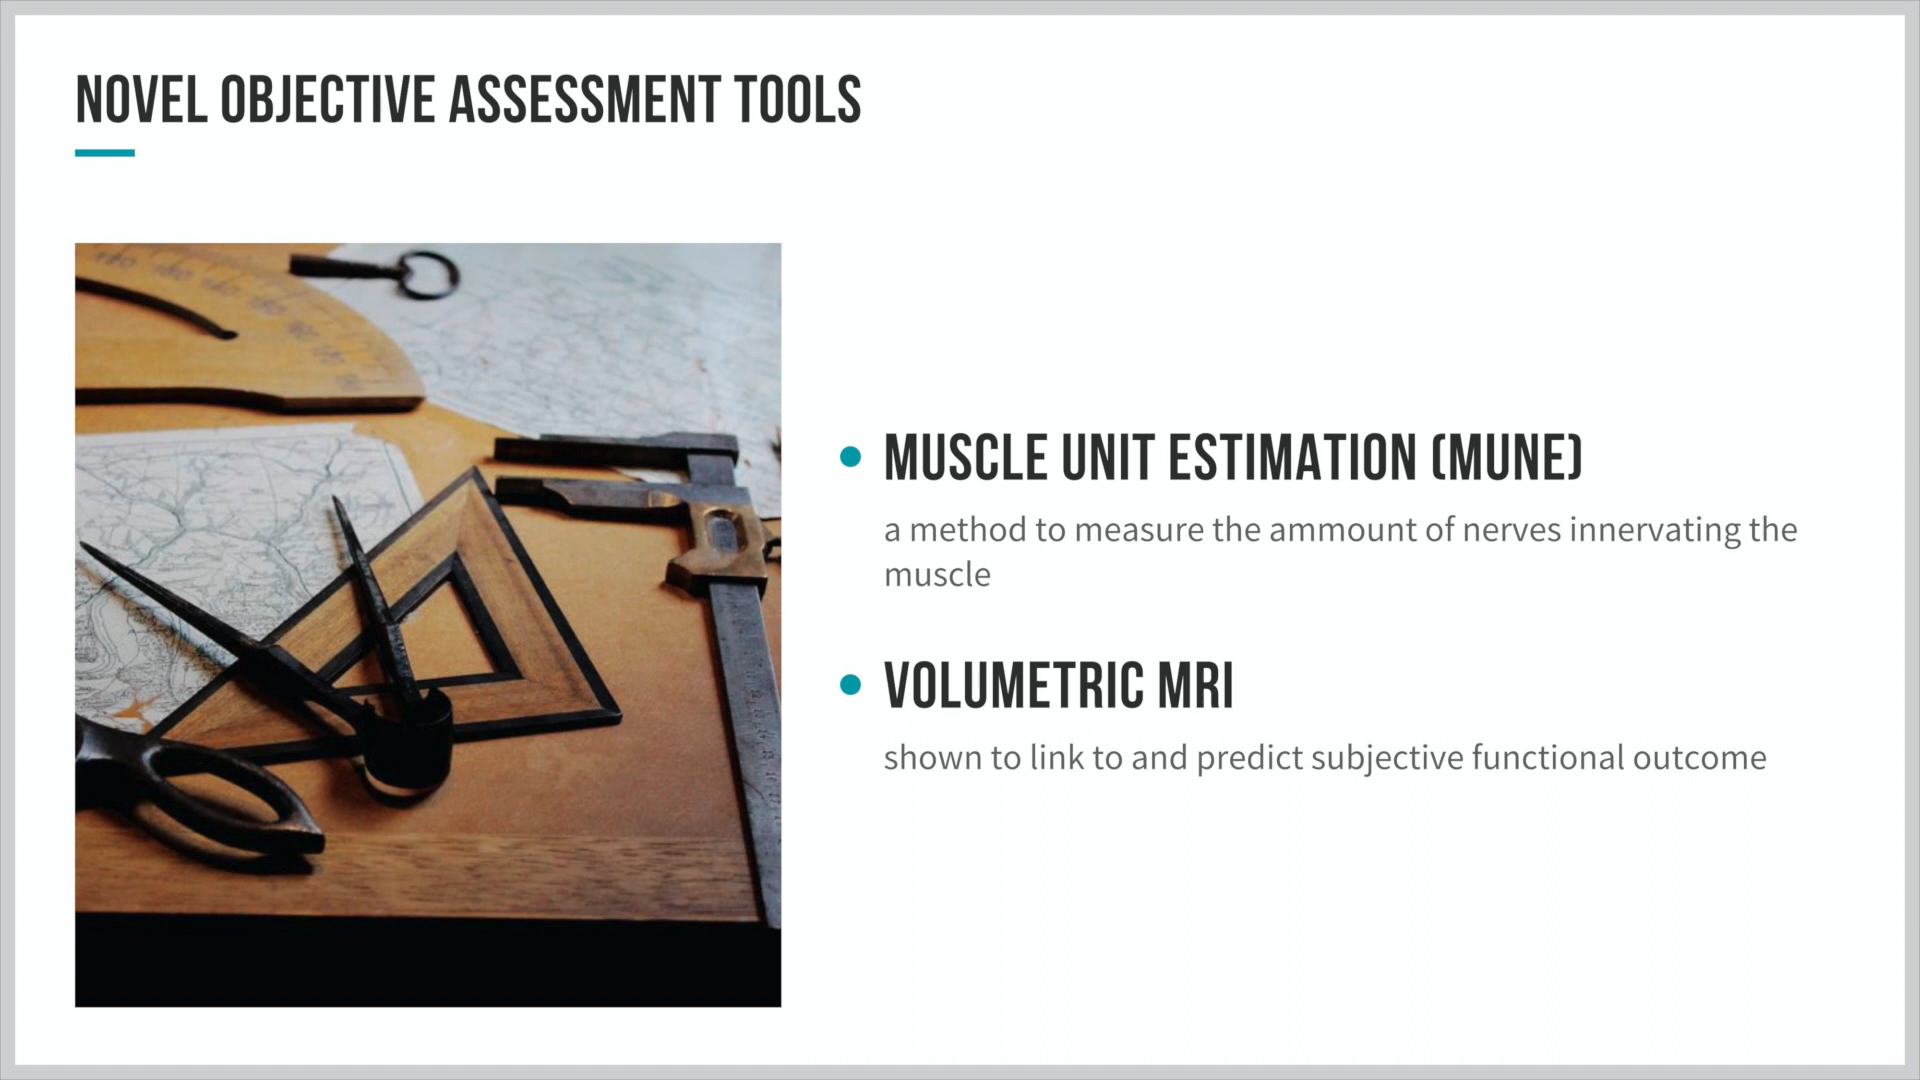 NOVEL OBJECTIVE ASSESSMENT TOOLS
MUSCLE UNIT ESTIMATION (MUNE)
a method to measure the ammount of nerves innervating the
muscle
VOLUMETRIC MRI
shown to link to and predict subjective functional outcome